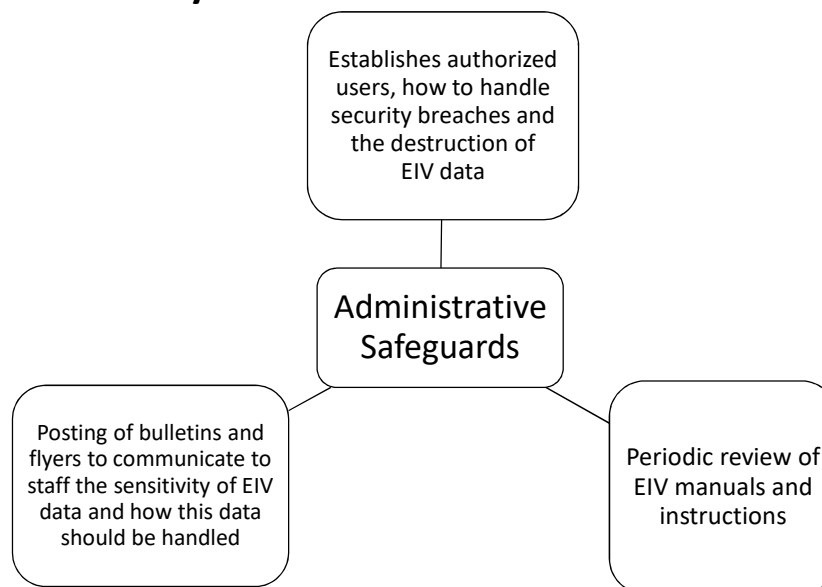 Establishes authorized
users, how to handle
security breaches and
the destruction of
EIV data
Administrative
Safeguards
Posting of bulletins and
flyers to communicate to
staff the sensitivity of EIV
data and how this data
should be handled
Periodic review of
EIV manuals and
instructions